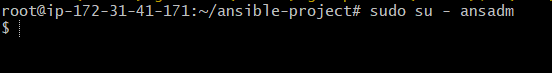 root@ip-172-31-41-171:~/ansible-project# sudo su - ansadm
$